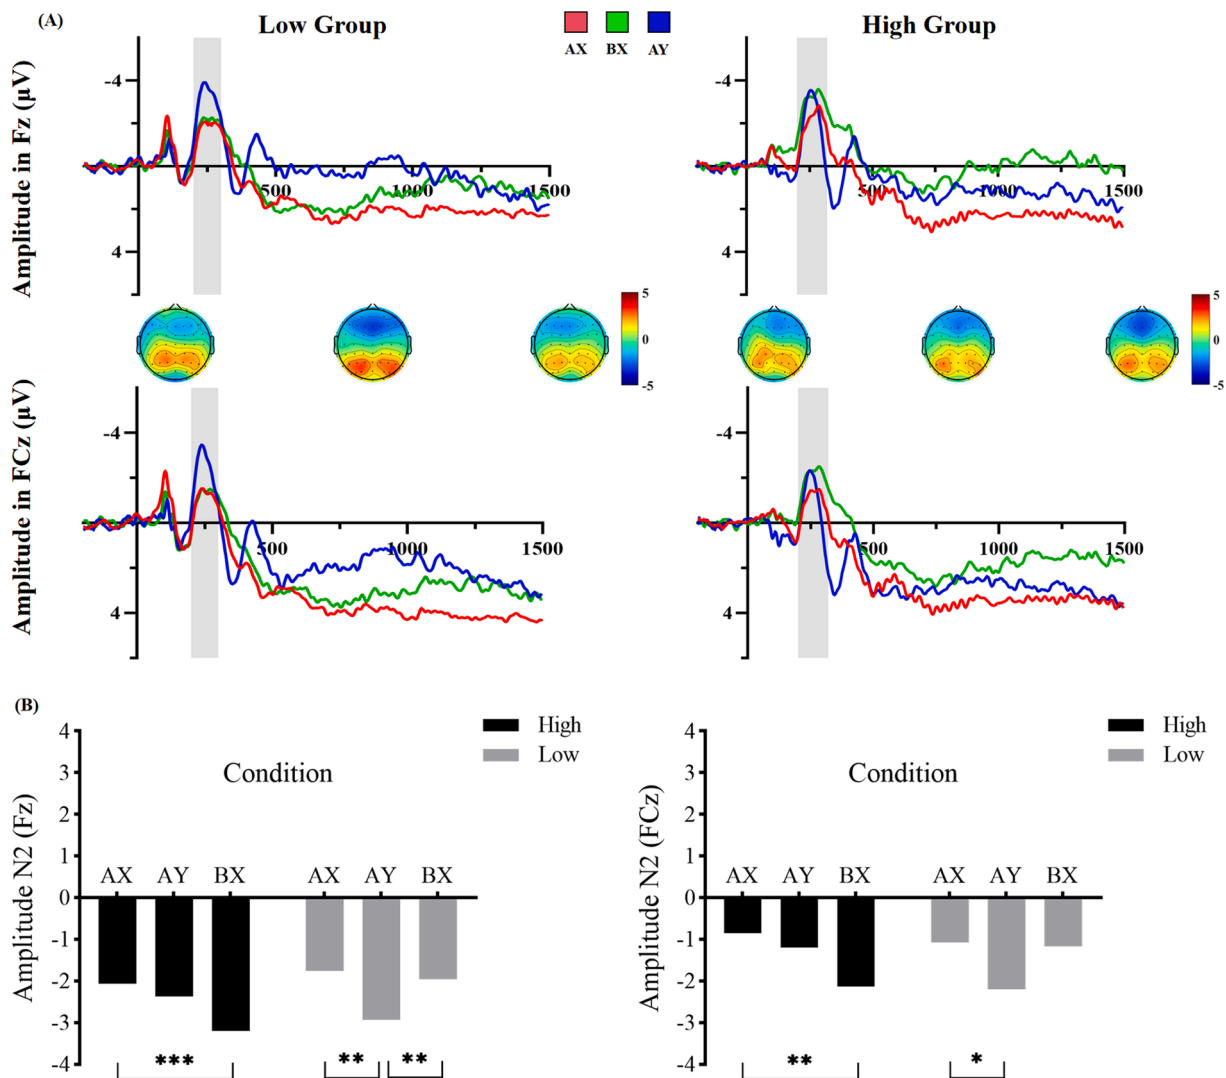 (A)
Low Group
AX BX AY
High Group
Amplitude in Fz (µV)
-4
4
500 1000 1500
-4
4
500 1000 1500
5
0
-5
5
0
-5
Amplitude in FCz (µV)
-4
4
500 1000 1500
-4
4
500 1000 1500
(B)
Amplitude N2 (Fz)
4
3
2
1
0
-1
-2
-3
-4
High
Low
Condition
AX AY BX AX AY BX
*** ** **
Amplitude N2 (FCz)
4
3
2
1
0
-1
-2
-3
-4
High
Low
Condition
AX AY BX AX AY BX
** *